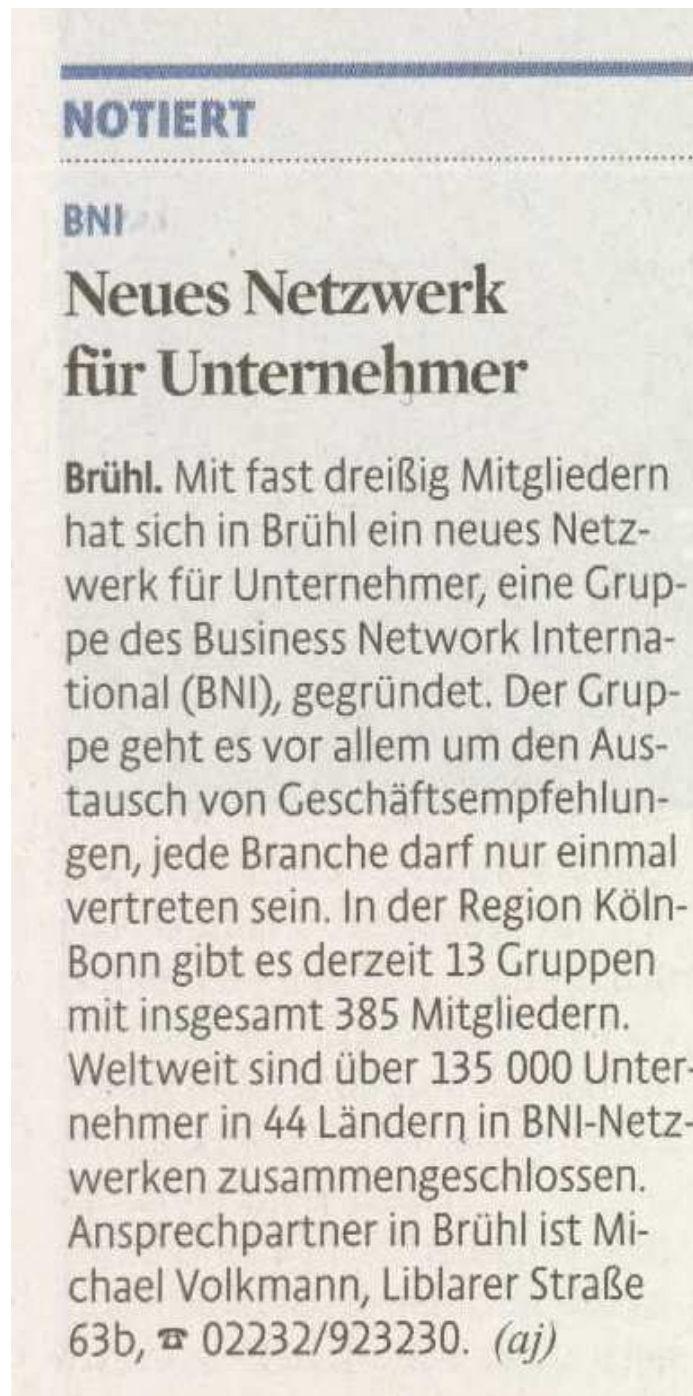 NOTIERT
BNI
Neues Netzwerk
für Unternehmer
Brühl. Mit fast dreißig Mitgliedern
hat sich in Brühl ein neues Netz-
werk für Unternehmer, eine Grup-
pe des Business Network Interna-
tional (BNI), gegründet. Der Grup-
pe geht es vor allem um den Aus-
tausch von Geschäftsempfehlun-
gen, jede Branche darf nur einmal
vertreten sein. In der Region Köln-
Bonn gibt es derzeit 13 Gruppen
mit insgesamt 385 Mitgliedern.
Weltweit sind über 135 000 Unter-
nehmer in 44 Ländern in BNI-Netz-
werken zusammengeschlossen.
Ansprechpartner in Brühl ist Mi-
chael Volkmann, Liblarer Straße
63b, ☎ 02232/923230. (aj)